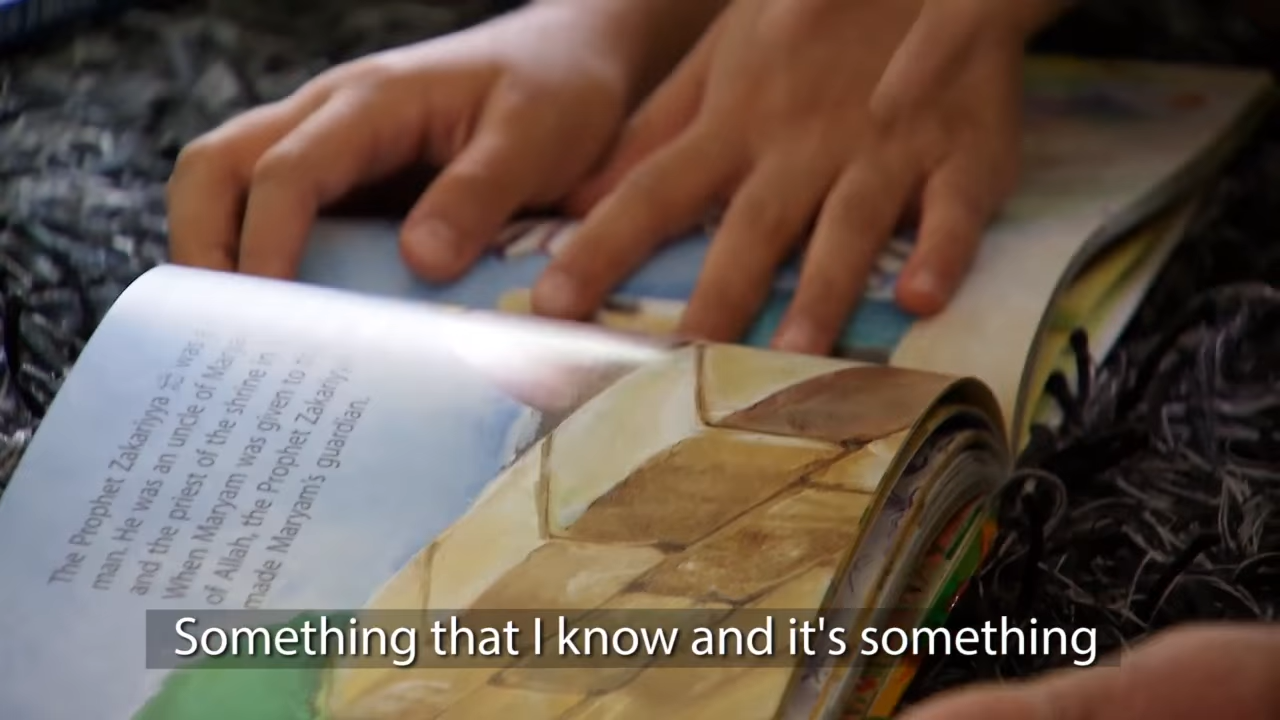 The Prophet Zakariyya was
man. He was an uncle of
and the priest of the shrine in
When Maryam was given to
of Allah, the Prophet
made Maryam's guardian.
Something that I know and it's something